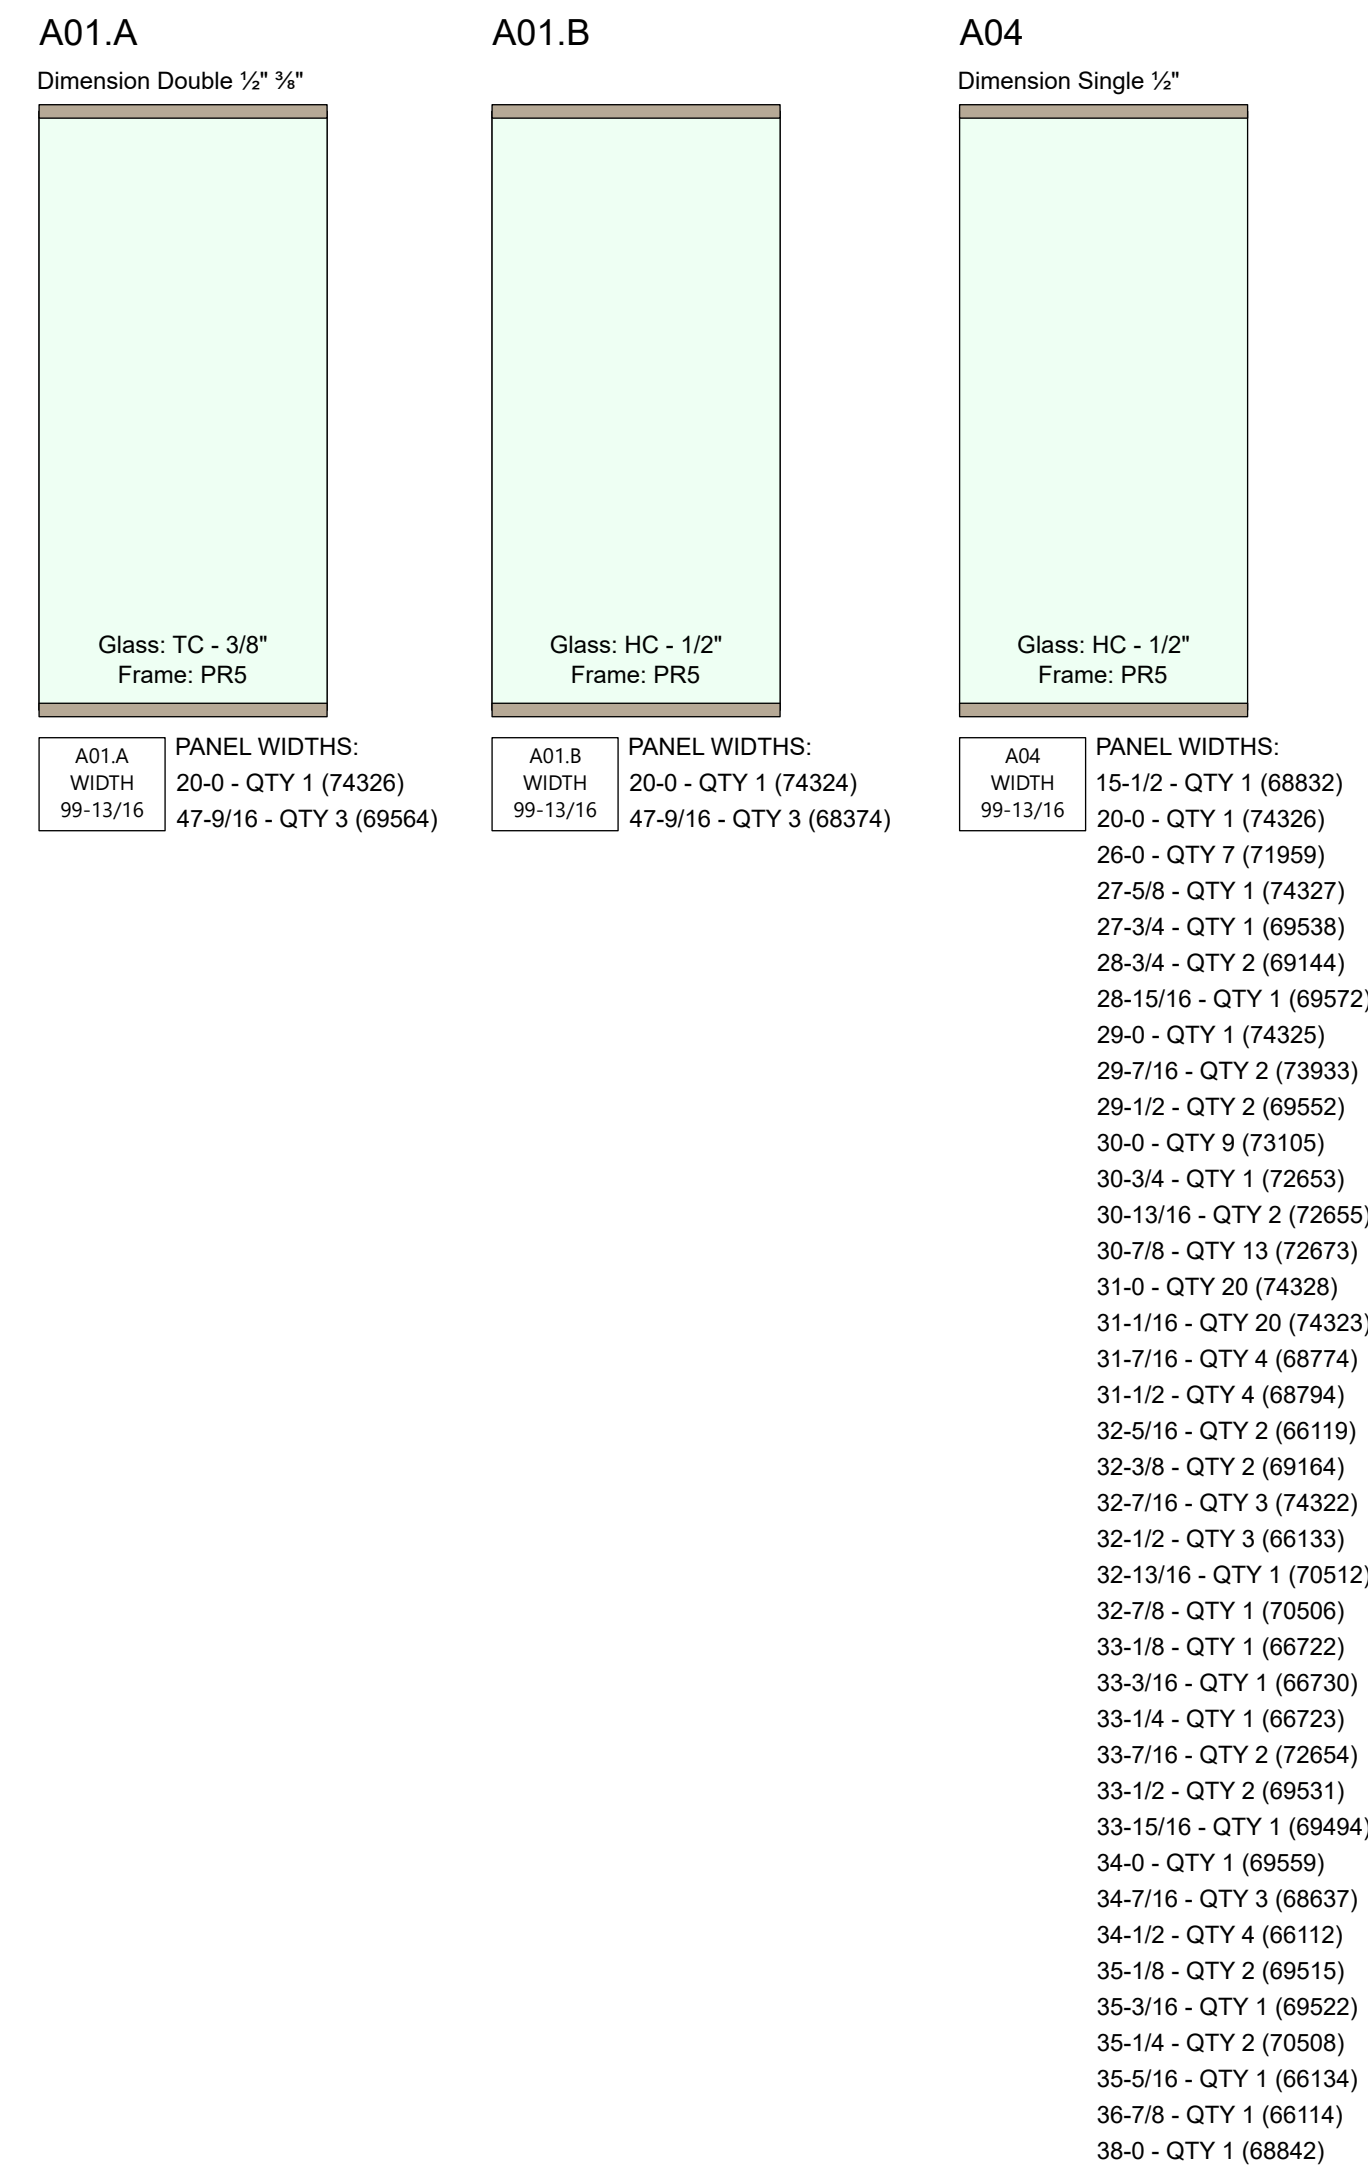 A01.A
Dimension Double ½" ⅜"
Glass: TC - 3/8"
Frame: PR5
A01.A
WIDTH
99-13/16
PANEL WIDTHS:
20-0 - QTY 1 (74326)
47-9/16 - QTY 3 (69564)
A01.B
Glass: HC - 1/2"
Frame: PR5
A01.B
WIDTH
99-13/16
PANEL WIDTHS:
20-0 - QTY 1 (74324)
47-9/16 - QTY 3 (68374)
A04
Dimension Single ½"
Glass: HC - 1/2"
Frame: PR5
A04
WIDTH
99-13/16
PANEL WIDTHS:
15-1/2 - QTY 1 (68832)
20-0 - QTY 1 (74326)
26-0 - QTY 7 (71959)
27-5/8 - QTY 1 (74327)
27-3/4 - QTY 1 (69538)
28-3/4 - QTY 2 (69144)
28-15/16 - QTY 1 (69572)
29-0 - QTY 1 (74325)
29-7/16 - QTY 2 (73933)
29-1/2 - QTY 2 (69552)
30-0 - QTY 9 (73105)
30-3/4 - QTY 1 (72653)
30-13/16 - QTY 2 (72655)
30-7/8 - QTY 13 (72673)
31-0 - QTY 20 (74328)
31-1/16 - QTY 20 (74323)
31-7/16 - QTY 4 (68774)
31-1/2 - QTY 4 (68794)
32-5/16 - QTY 2 (66119)
32-3/8 - QTY 2 (69164)
32-7/16 - QTY 3 (74322)
32-1/2 - QTY 3 (66133)
32-13/16 - QTY 1 (70512)
32-7/8 - QTY 1 (70506)
33-1/8 - QTY 1 (66722)
33-3/16 - QTY 1 (66730)
33-1/4 - QTY 1 (66723)
33-7/16 - QTY 2 (72654)
33-1/2 - QTY 2 (69531)
33-15/16 - QTY 1 (69494)
34-0 - QTY 1 (69559)
34-7/16 - QTY 3 (68637)
34-1/2 - QTY 4 (66112)
35-1/8 - QTY 2 (69515)
35-3/16 - QTY 1 (69522)
35-1/4 - QTY 2 (70508)
35-5/16 - QTY 1 (66134)
36-7/8 - QTY 1 (66114)
38-0 - QTY 1 (68842)